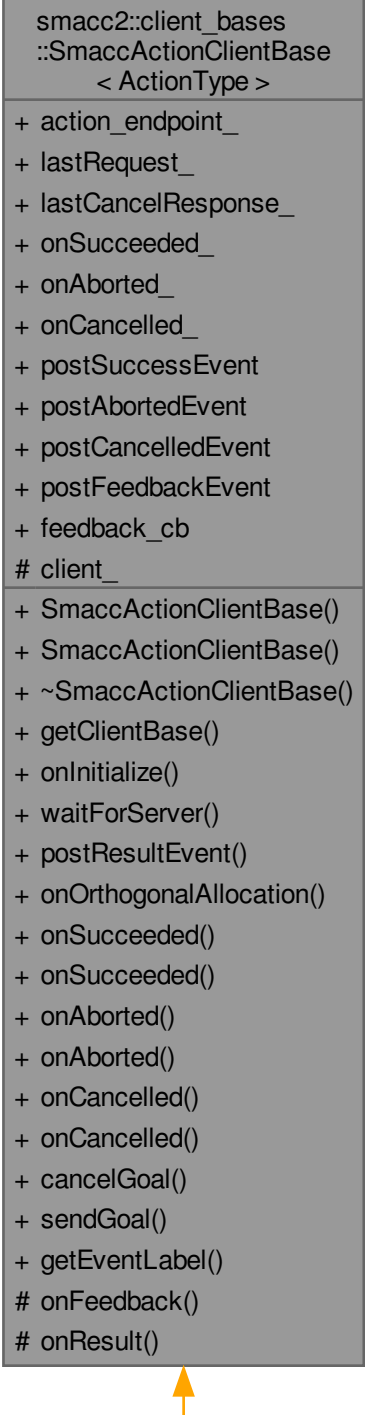 smacc2::client_bases
::SmaccActionClientBase
< ActionType >
+ action_endpoint_
+ lastRequest_
+ lastCancelResponse_
+ onSucceeded_
+ onAborted_
+ onCancelled_
+ postSuccessEvent
+ postAbortedEvent
+ postCancelledEvent
+ postFeedbackEvent
+ feedback_cb
# client_
+ SmaccActionClientBase()
+ SmaccActionClientBase()
+ ~SmaccActionClientBase()
+ getClientBase()
+ onInitialize()
+ waitForServer()
+ postResultEvent()
+ onOrthogonalAllocation()
+ onSucceeded()
+ onSucceeded()
+ onAborted()
+ onAborted()
+ onCancelled()
+ onCancelled()
+ cancelGoal()
+ sendGoal()
+ getEventLabel()
# onFeedback()
# onResult()